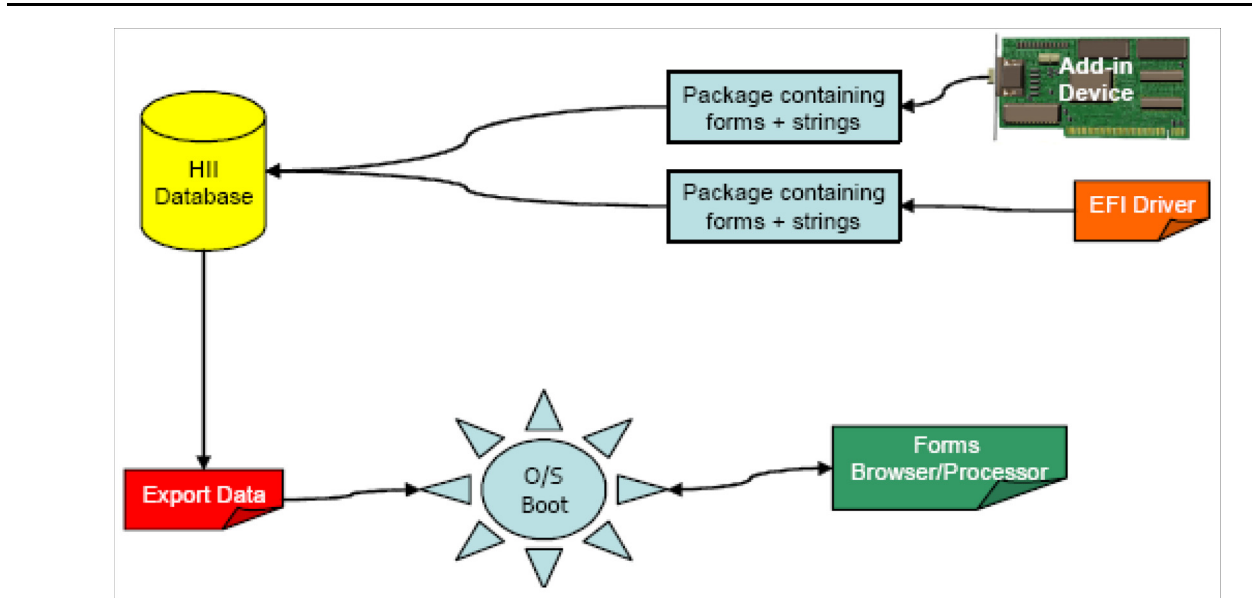 Add-in
Device
Package containing
forms + strings
HII
Database
Package containing
forms + strings
EFI Driver
Forms
Browser/Processor
O/S
Boot
Export Data